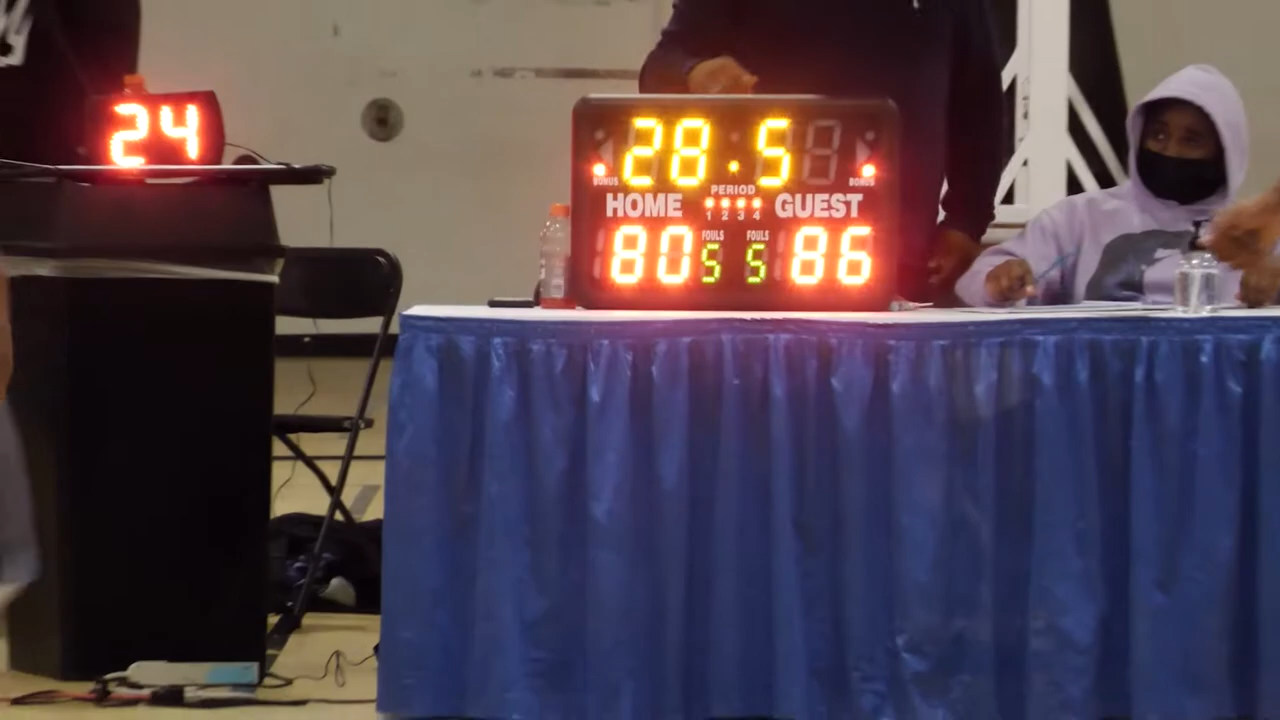 24
28.5
BONUS BONUS
PERIOD
HOME GUEST
1 2 3 4
FOULS FOULS
80 5 5 86